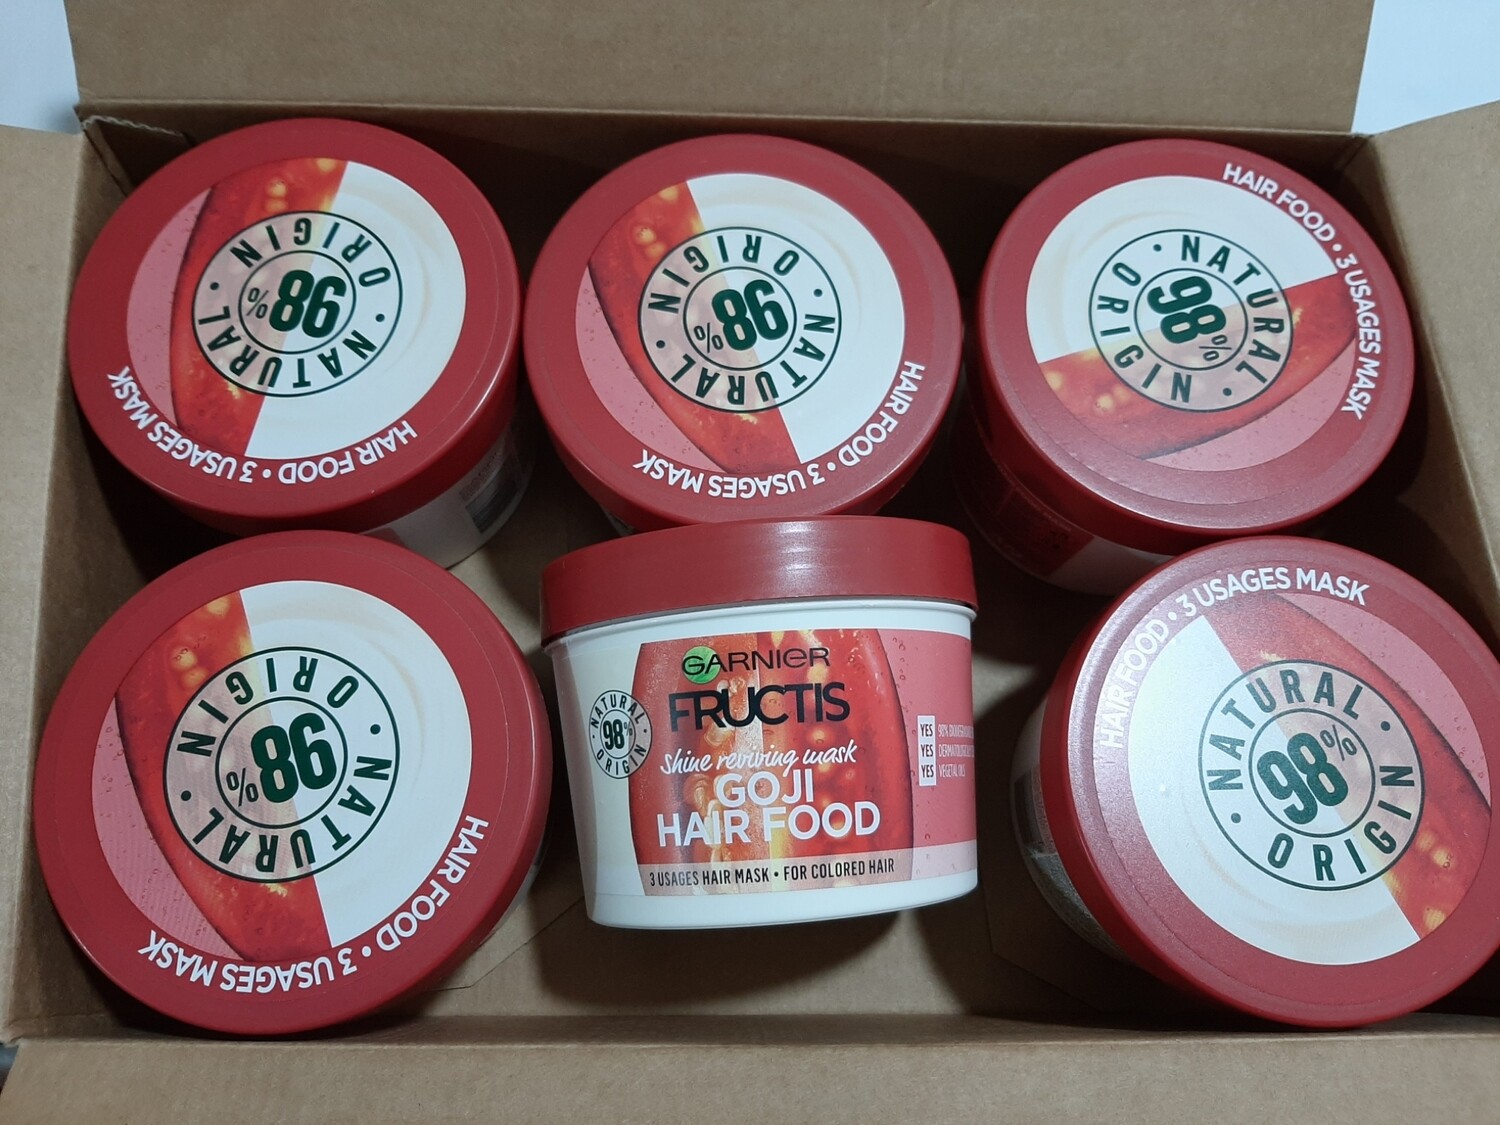 98%
NATURAL • ORIGIN •
HAIR FOOD • 3 USAGES MASK
98%
NATURAL • ORIGIN •
HAIR FOOD • 3 USAGES MASK
98%
NATURAL • ORIGIN •
HAIR FOOD • 3 USAGES MASK
98%
NATURAL • ORIGIN •
HAIR FOOD • 3 USAGES MASK
GARNIER
FRUCTIS
NATURAL • ORIGIN •
98%
shine reviving mask
GOJI
HAIR FOOD
3 USAGES HAIR MASK • FOR COLORED HAIR
YES 98%
YES
YES VEGETAL OILS
HAIR FOOD • 3 USAGES MASK
NATURAL • ORIGIN •
98%